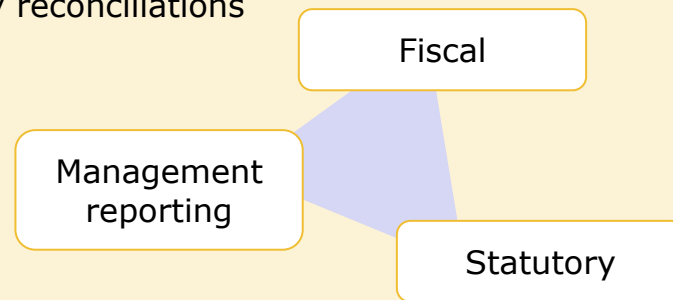 reconciliations
Fiscal
Management
reporting
Statutory